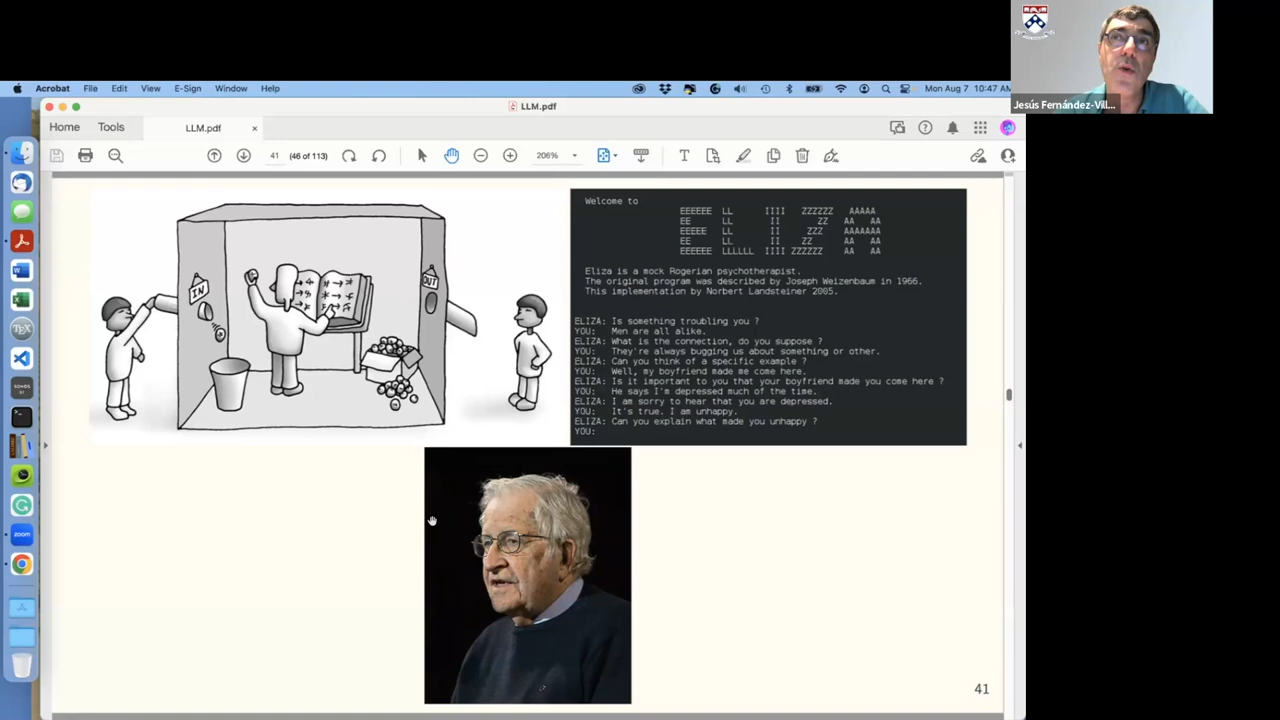 Jesús Fernández-Vill...
Acrobat File Edit View E-Sign Window Help
Mon Aug 7 10:47 AM
LLM.pdf
Home Tools
LLM.pdf
41 (46 of 113)
206%
IN
OUT
Welcome to
EEEEEE LL IIII ZZZZZZ AAAAA
EE LL II ZZ AA AA
EEEEE LL II ZZZ AAAAAAA
EE LL II ZZ AA AA
EEEEEE LLLLLL IIII ZZZZZZ AA AA
Eliza is a mock Rogerian psychotherapist.
The original program was described by Joseph Weizenbaum in 1966.
This implementation by Norbert Landsteiner 2005.
ELIZA: Is something troubling you ?
YOU: Men are all alike.
ELIZA: What is the connection, do you suppose ?
YOU: They're always bugging us about something or other.
ELIZA: Can you think of a specific example ?
YOU: Well, my boyfriend made me come here.
ELIZA: Is it important to you that your boyfriend made you come here ?
YOU: He says I'm depressed much of the time.
ELIZA: I am sorry to hear that you are depressed.
YOU: It's true. I am unhappy.
ELIZA: Can you explain what made you unhappy ?
YOU:
TEX
SONOS
zoom
41